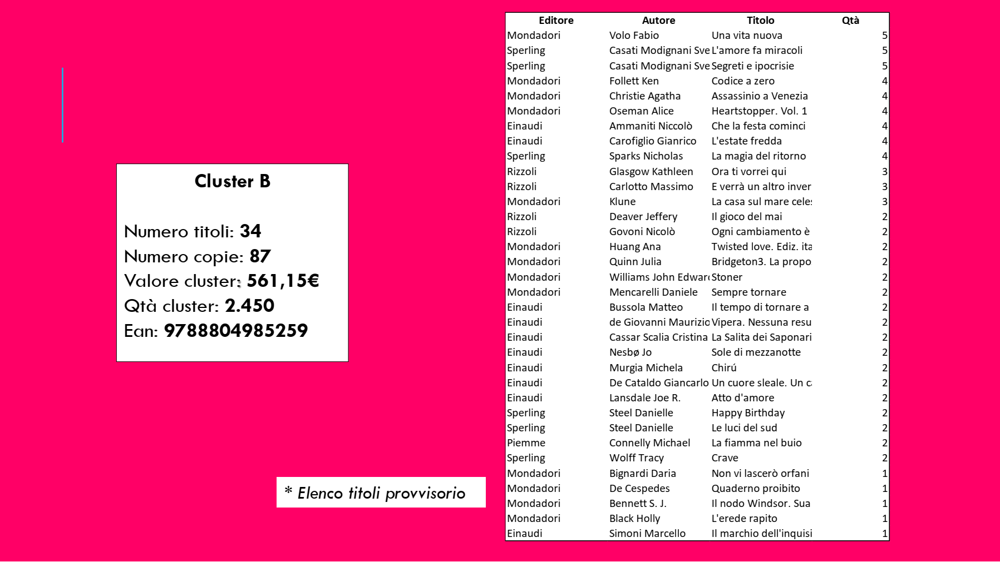 Cluster B
Numero titoli: 34
Numero copie: 87
Valore cluster: 561,15€
Qtà cluster: 2.450
Ean: 9788804985259
* Elenco titoli provvisorio
Editore Autore Titolo Qtà
Mondadori Volo Fabio Una vita nuova 5
Sperling Casati Modignani Sve L'amore fa miracoli 5
Sperling Casati Modignani Sve Segreti e ipocrisie 5
Mondadori Follett Ken Codice a zero 4
Mondadori Christie Agatha Assassinio a Venezia 4
Mondadori Oseman Alice Heartstopper. Vol. 1 4
Einaudi Ammaniti Niccolò Che la festa cominci 4
Einaudi Carofiglio Gianrico L'estate fredda 4
Sperling Sparks Nicholas La magia del ritorno 4
Rizzoli Glasgow Kathleen Ora ti vorrei qui 3
Rizzoli Carlotto Massimo E verrà un altro inver 3
Mondadori Klune La casa sul mare celes 3
Rizzoli Deaver Jeffery Il gioco del mai 2
Rizzoli Govoni Nicolò Ogni cambiamento è 2
Mondadori Huang Ana Twisted love. Ediz. ita 2
Mondadori Quinn Julia Bridgeton3. La propo 2
Mondadori Williams John Edward Stoner 2
Mondadori Mencarelli Daniele Sempre tornare 2
Einaudi Bussola Matteo Il tempo di tornare a 2
Einaudi de Giovanni Maurizio Vipera. Nessuna resu 2
Einaudi Cassar Scalia Cristina La Salita dei Saponari 2
Einaudi Nesbø Jo Sole di mezzanotte 2
Einaudi Murgia Michela Chirú 2
Einaudi De Cataldo Giancarlo Un cuore sleale. Un ca 2
Einaudi Lansdale Joe R. Atto d'amore 2
Sperling Steel Danielle Happy Birthday 2
Sperling Steel Danielle Le luci del sud 2
Piemme Connelly Michael La fiamma nel buio 2
Sperling Wolff Tracy Crave 2
Mondadori Bignardi Daria Non vi lascerò orfani 1
Mondadori De Cespedes Quaderno proibito 1
Mondadori Bennett S. J. Il nodo Windsor. Sua 1
Mondadori Black Holly L'erede rapito 1
Einaudi Simoni Marcello Il marchio dell'inquisi 1